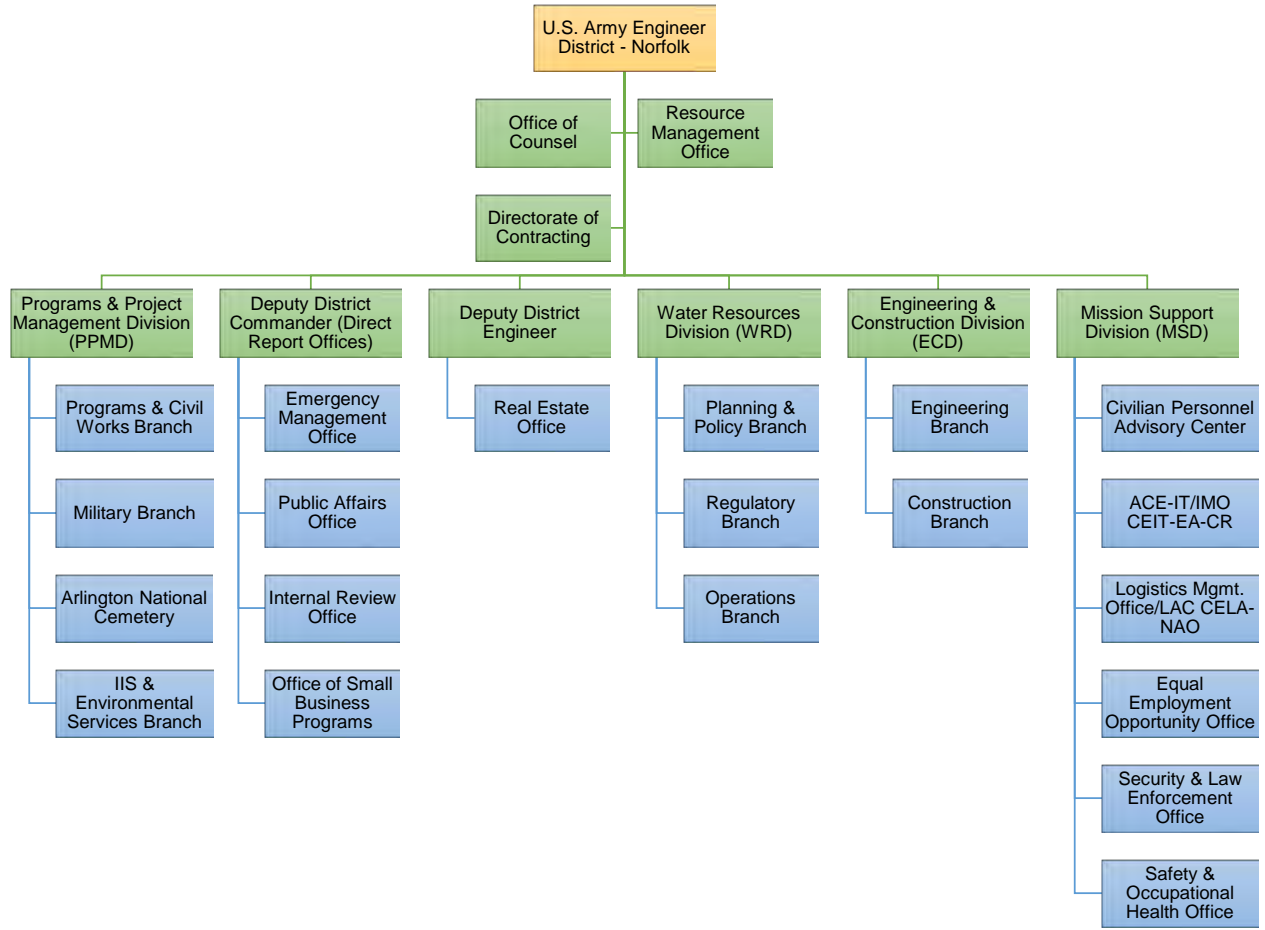 U.S. Army Engineer
District - Norfolk
Office of
Counsel
Resource
Management
Office
Directorate of
Contracting
Programs & Project
Management Division
(PPMD)
Deputy District
Commander (Direct
Report Offices)
Deputy District
Engineer
Water Resources
Division (WRD)
Engineering &
Construction Division
(ECD)
Mission Support
Division (MSD)
Programs & Civil
Works Branch
Military Branch
Arlington National
Cemetery
IIS &
Environmental
Services Branch
Emergency
Management
Office
Public Affairs
Office
Internal Review
Office
Office of Small
Business
Programs
Real Estate
Office
Planning &
Policy Branch
Regulatory
Branch
Operations
Branch
Engineering
Branch
Construction
Branch
Civilian Personnel
Advisory Center
ACE-IT/IMO
CEIT-EA-CR
Logistics Mgmt.
Office/LAC CELA-
NAO
Equal
Employment
Opportunity Office
Security & Law
Enforcement
Office
Safety &
Occupational
Health Office